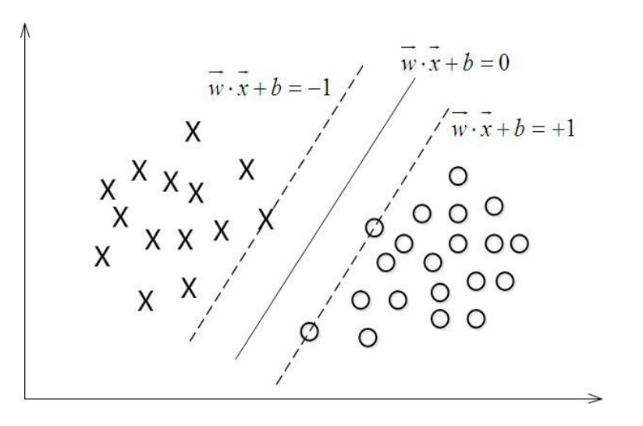 w⃗ · x⃗ + b = 0
w⃗ · x⃗ + b = −1
w⃗ · x⃗ + b = +1